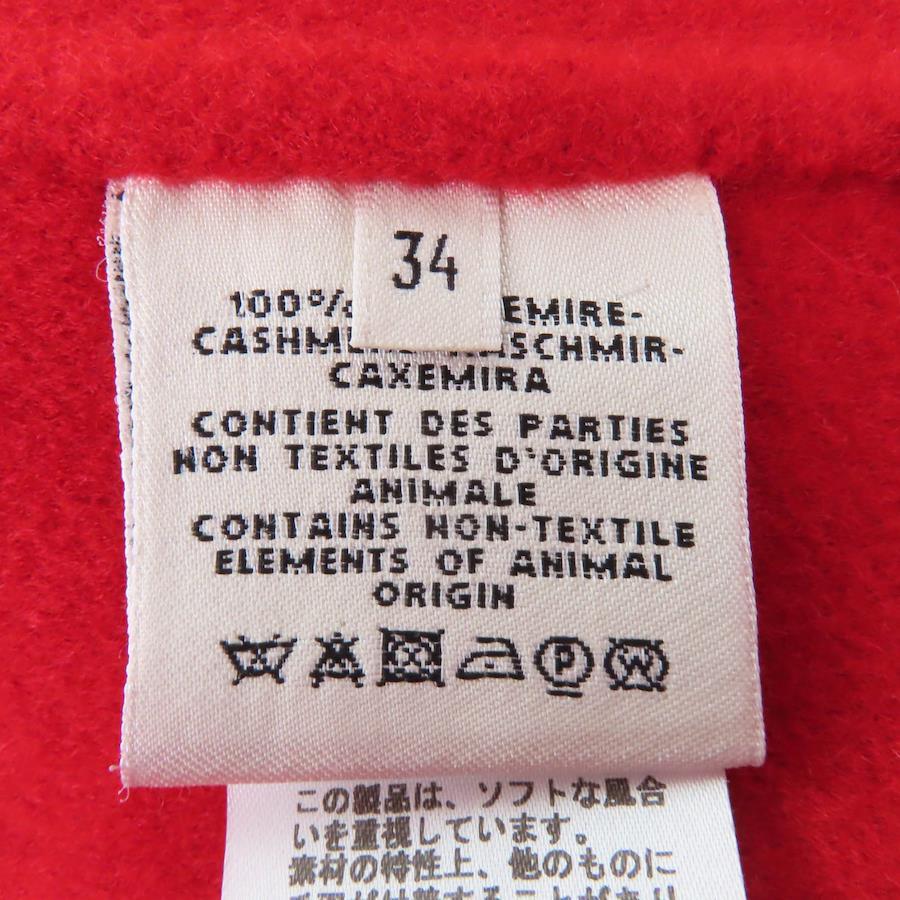 34
100% EMIRE-
CASHM SCHMIR-
CAXEMIRA
CONTIENT DES PARTIES
NON TEXTILES D'ORIGINE
ANIMALE
CONTAINS NON-TEXTILE
ELEMENTS OF ANIMAL
ORIGIN
P W
この製品は、ソフトな風合
いを重視しています。
素材の特性上、他のものに